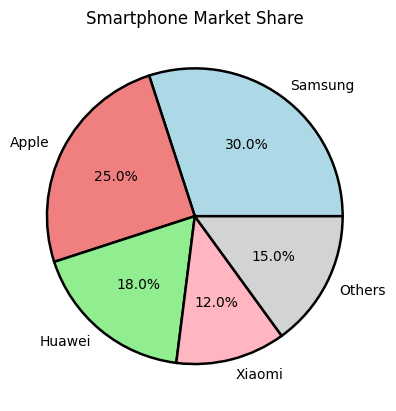 Smartphone Market Share
Samsung
30.0%
Apple
25.0%
Huawei
18.0%
Xiaomi
12.0%
Others
15.0%